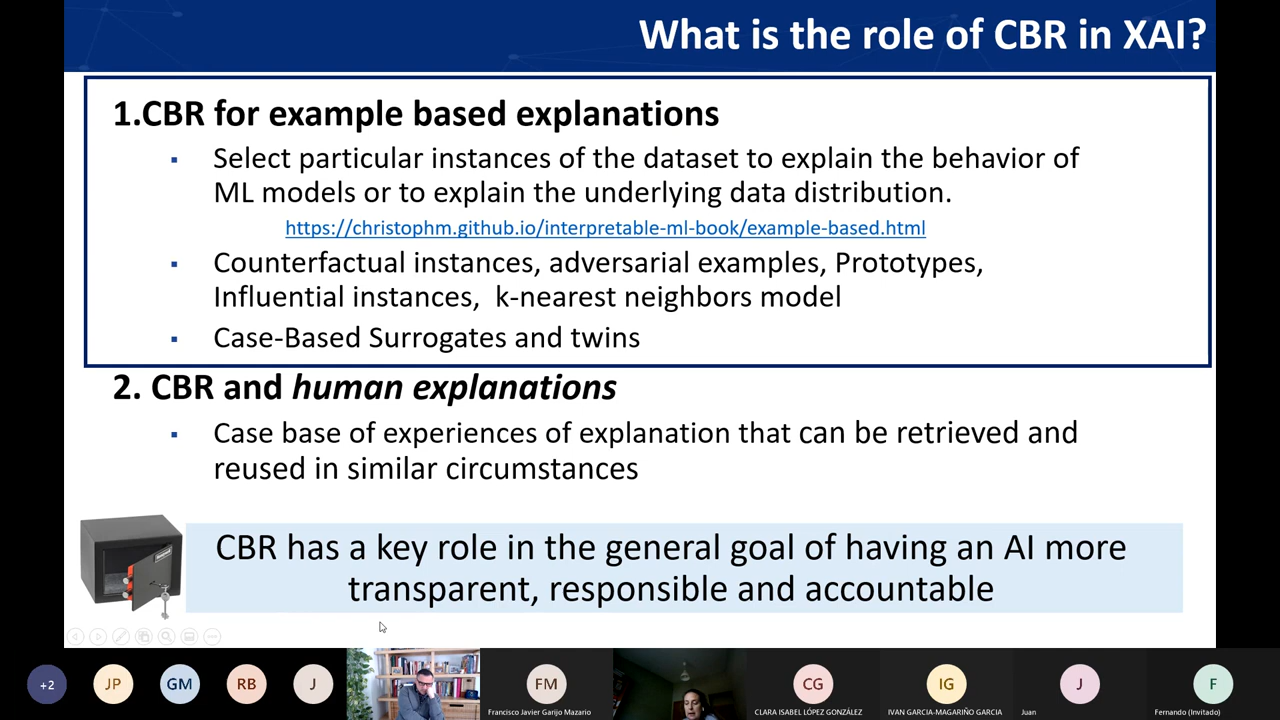 What is the role of CBR in XAI?
1.CBR for example based explanations
▪ Select particular instances of the dataset to explain the behavior of
ML models or to explain the underlying data distribution.
https://christophm.github.io/interpretable-ml-book/example-based.html
▪ Counterfactual instances, adversarial examples, Prototypes,
Influential instances, k-nearest neighbors model
▪ Case-Based Surrogates and twins
2. CBR and human explanations
▪ Case base of experiences of explanation that can be retrieved and
reused in similar circumstances
CBR has a key role in the general goal of having an AI more
transparent, responsible and accountable
+2
JP
GM
RB
J
FM
Francisco Javier Garijo Mazario
CG
CLARA ISABEL LÓPEZ GONZÁLEZ
IG
IVAN GARCIA-MAGARIÑO GARCIA
J
Juan
F
Fernando (Invitado)